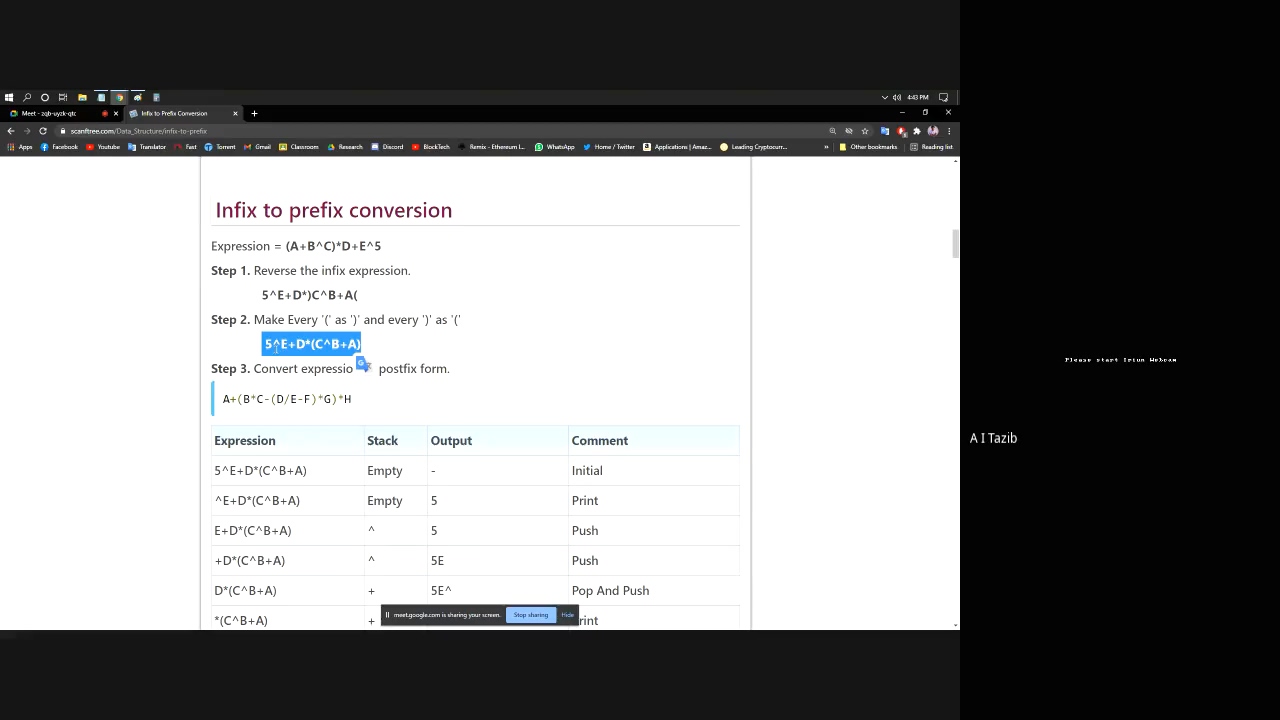 4:43 PM
Meet - zqb-uyzk-qtc
Infix to Prefix Conversion
scanftree.com/Data_Structure/infix-to-prefix
Apps Facebook Youtube Translator Fast Torrent Gmail Classroom Research Discord BlockTech Remix - Ethereum I... WhatsApp Home / Twitter Applications | Amaz... Leading Cryptocurr... » Other bookmarks Reading list
Infix to prefix conversion
Expression = (A+B^C)*D+E^5
Step 1. Reverse the infix expression.
5^E+D*)C^B+A(
Step 2. Make Every '(' as ')' and every ')' as '('
5^E+D*(C^B+A)
Step 3. Convert expressio postfix form.
A+(B*C-(D/E-F)*G)*H
Expression Stack Output Comment
5^E+D*(C^B+A) Empty - Initial
^E+D*(C^B+A) Empty 5 Print
E+D*(C^B+A) ^ 5 Push
+D*(C^B+A) ^ 5E Push
D*(C^B+A) + 5E^ Pop And Push
*(C^B+A) + rint
meet.google.com is sharing your screen. Stop sharing Hide
Please start Iriun Webcam
A I Tazib